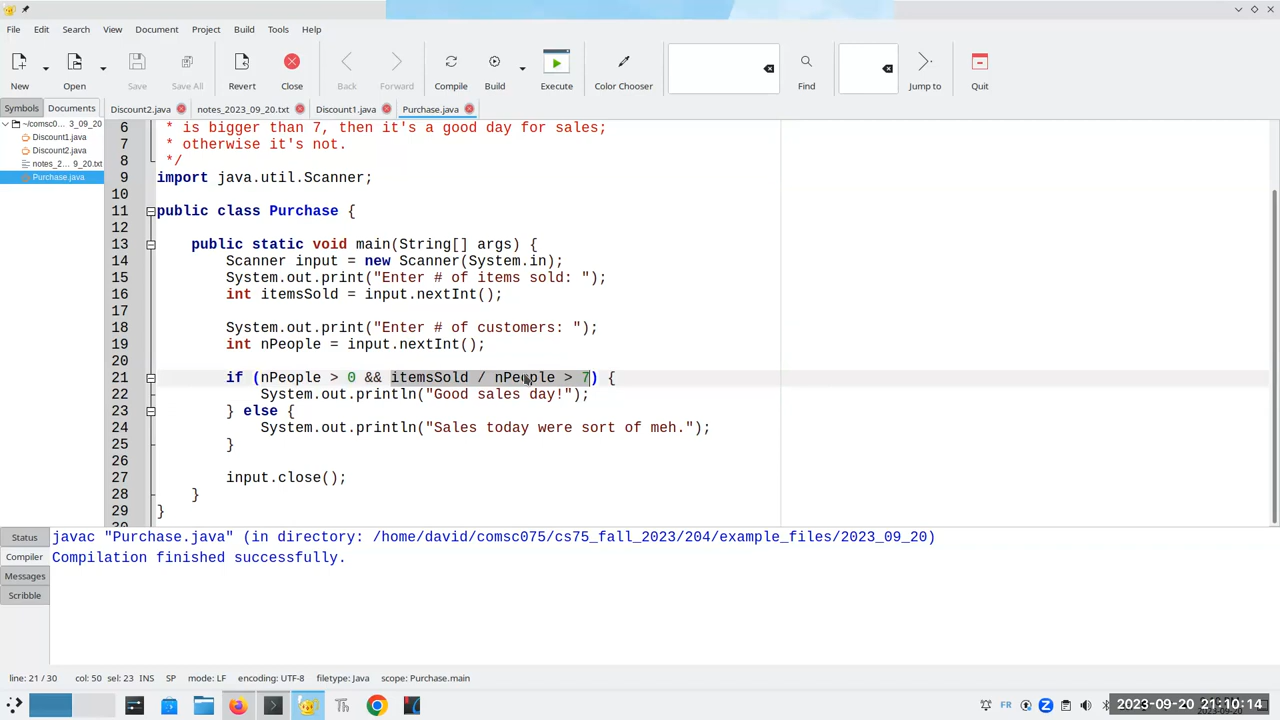 File Edit Search View Document Project Build Tools Help
New Open Save Save All Revert Close Back Forward Compile Build Execute Color Chooser Find Jump to Quit
Symbols Documents Discount2.java notes_2023_09_20.txt Discount1.java Purchase.java
~/comsc0... 3_09_20
Discount1.java
Discount2.java
notes_2... 9_20.txt
Purchase.java
6 * is bigger than 7, then it's a good day for sales;
7 * otherwise it's not.
8 */
9 import java.util.Scanner;
10
11 public class Purchase {
12
13 public static void main(String[] args) {
14 Scanner input = new Scanner(System.in);
15 System.out.print("Enter # of items sold: ");
16 int itemsSold = input.nextInt();
17
18 System.out.print("Enter # of customers: ");
19 int nPeople = input.nextInt();
20
21 if (nPeople > 0 && itemsSold / nPeople > 7) {
22 System.out.println("Good sales day!");
23 } else {
24 System.out.println("Sales today were sort of meh.");
25 }
26
27 input.close();
28 }
29 }
30
Status
Compiler
Messages
Scribble
javac "Purchase.java" (in directory: /home/david/comsc075/cs75_fall_2023/204/example_files/2023_09_20)
Compilation finished successfully.
line: 21 / 30 col: 50 sel: 23 INS SP mode: LF encoding: UTF-8 filetype: Java scope: Purchase.main
Th FR 2023-09-20 21:10:14